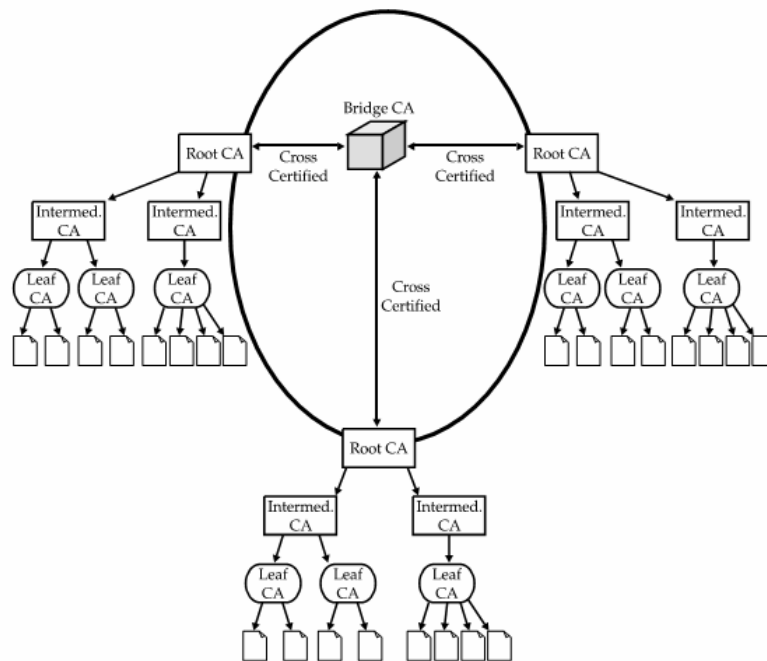 Bridge CA
Root CA
Cross
Certified
Cross
Certified
Root CA
Intermed.
CA
Intermed.
CA
Intermed.
CA
Intermed.
CA
Leaf
CA
Leaf
CA
Leaf
CA
Leaf
CA
Leaf
CA
Leaf
CA
Cross
Certified
Root CA
Intermed.
CA
Intermed.
CA
Leaf
CA
Leaf
CA
Leaf
CA